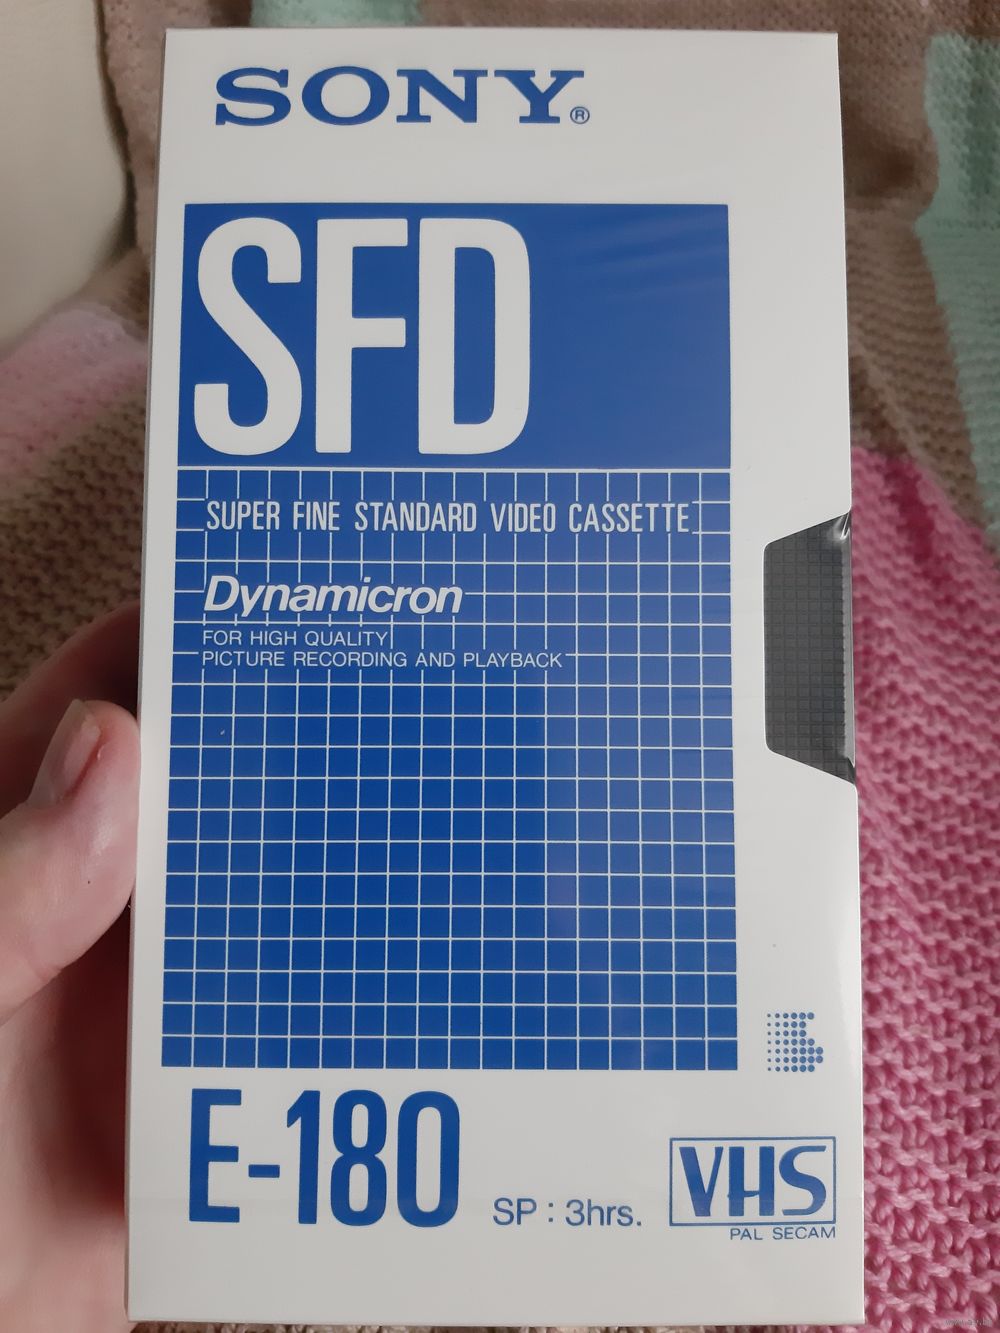 SONY®
SFD
SUPER FINE STANDARD VIDEO CASSETTE
Dynamicron
FOR HIGH QUALITY
PICTURE RECORDING AND PLAYBACK
E-180
SP : 3hrs.
VHS
PAL SECAM